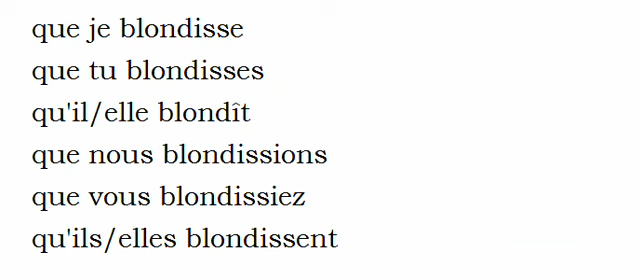 que je blondisse
que tu blondisses
qu'il/elle blondît
que nous blondissions
que vous blondissiez
qu'ils/elles blondissent